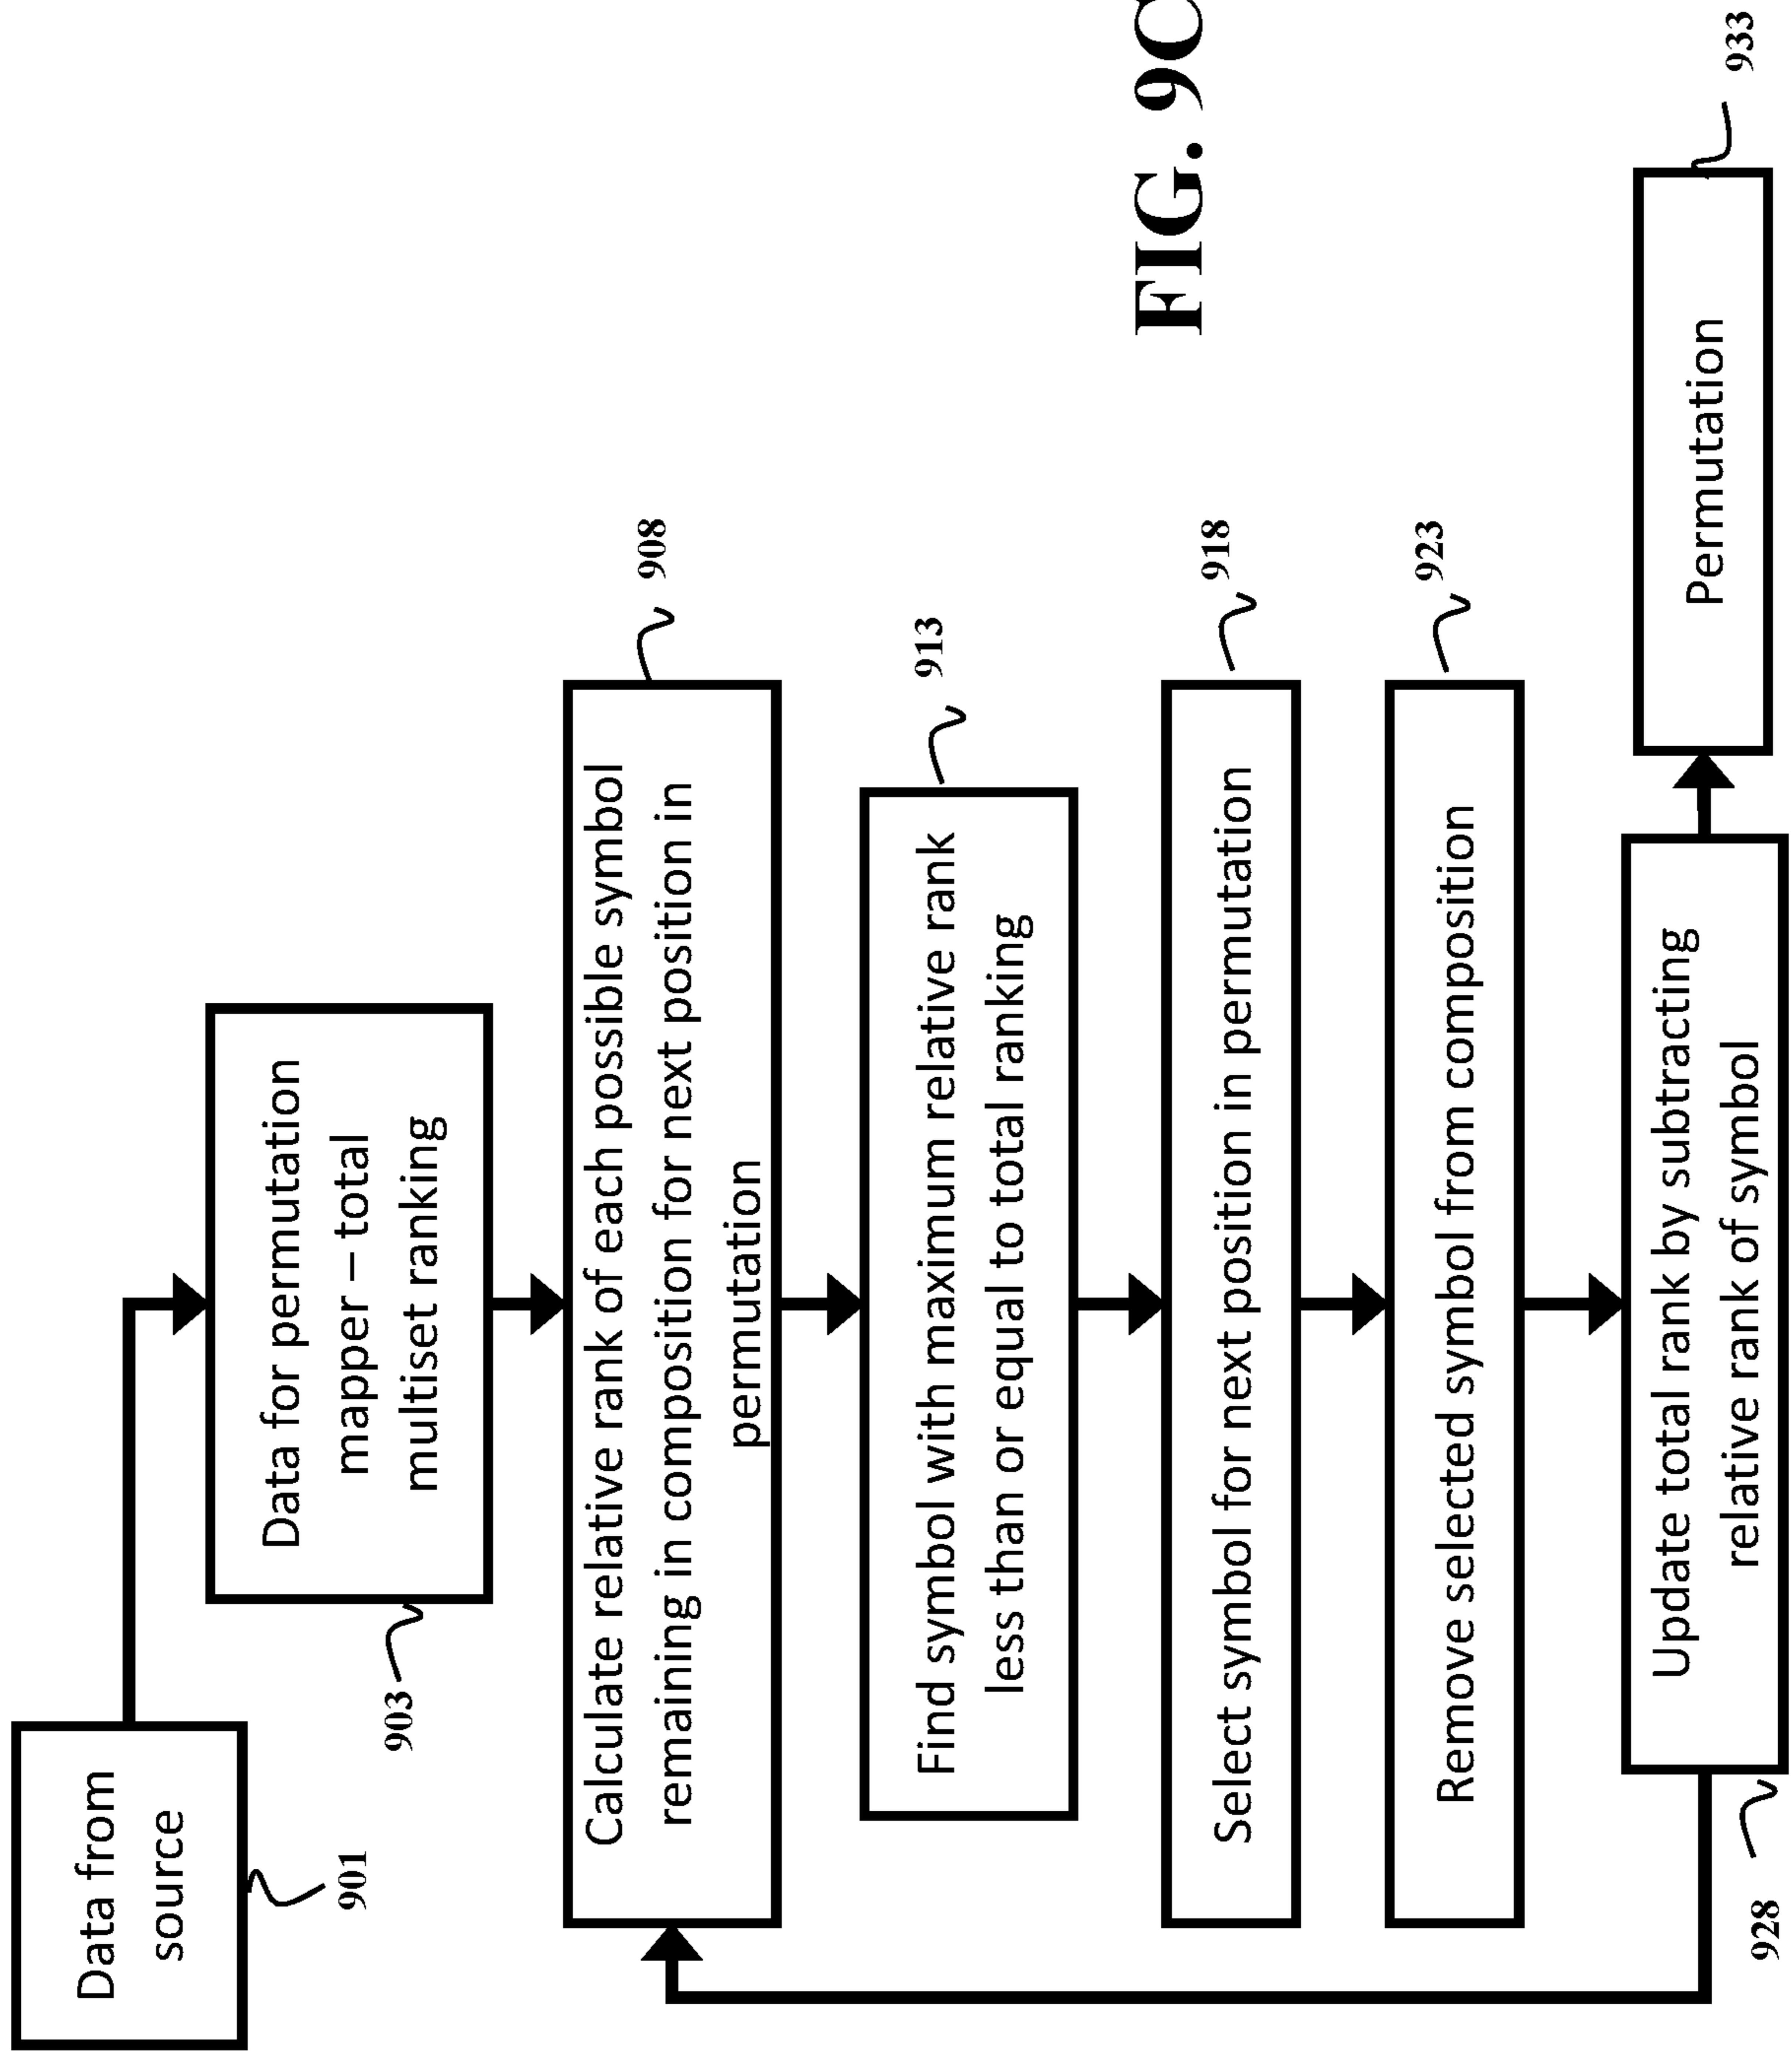 Data from
source
901
Data for permutation
mapper – total
multiset ranking
903
Calculate relative rank of each possible symbol
remaining in composition for next position in
permutation
908
Find symbol with maximum relative rank
less than or equal to total ranking
913
Select symbol for next position in permutation
918
Remove selected symbol from composition
923
Update total rank by subtracting
relative rank of symbol
928
Permutation
933
FIG. 9C